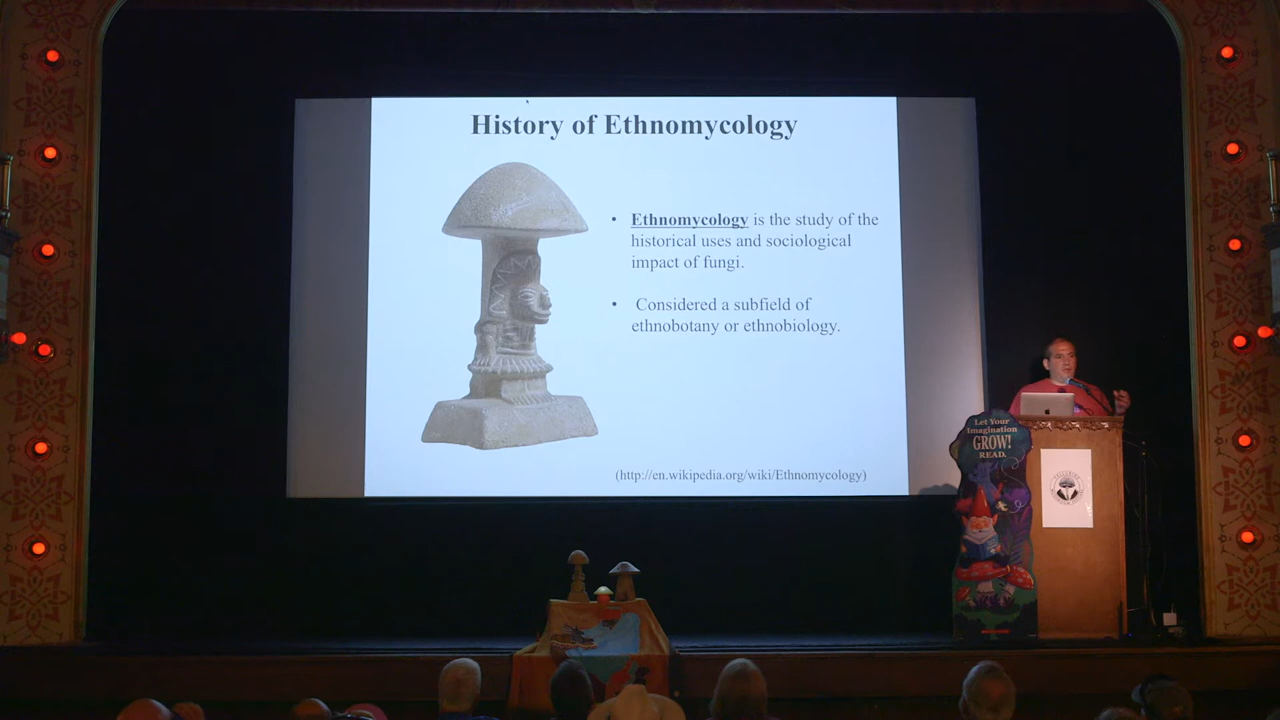 History of Ethnomycology
• Ethnomycology is the study of the
historical uses and sociological
impact of fungi.
• Considered a subfield of
ethnobotany or ethnobiology.
(http://en.wikipedia.org/wiki/Ethnomycology)
Let Your
Imagination
GROW!
READ.